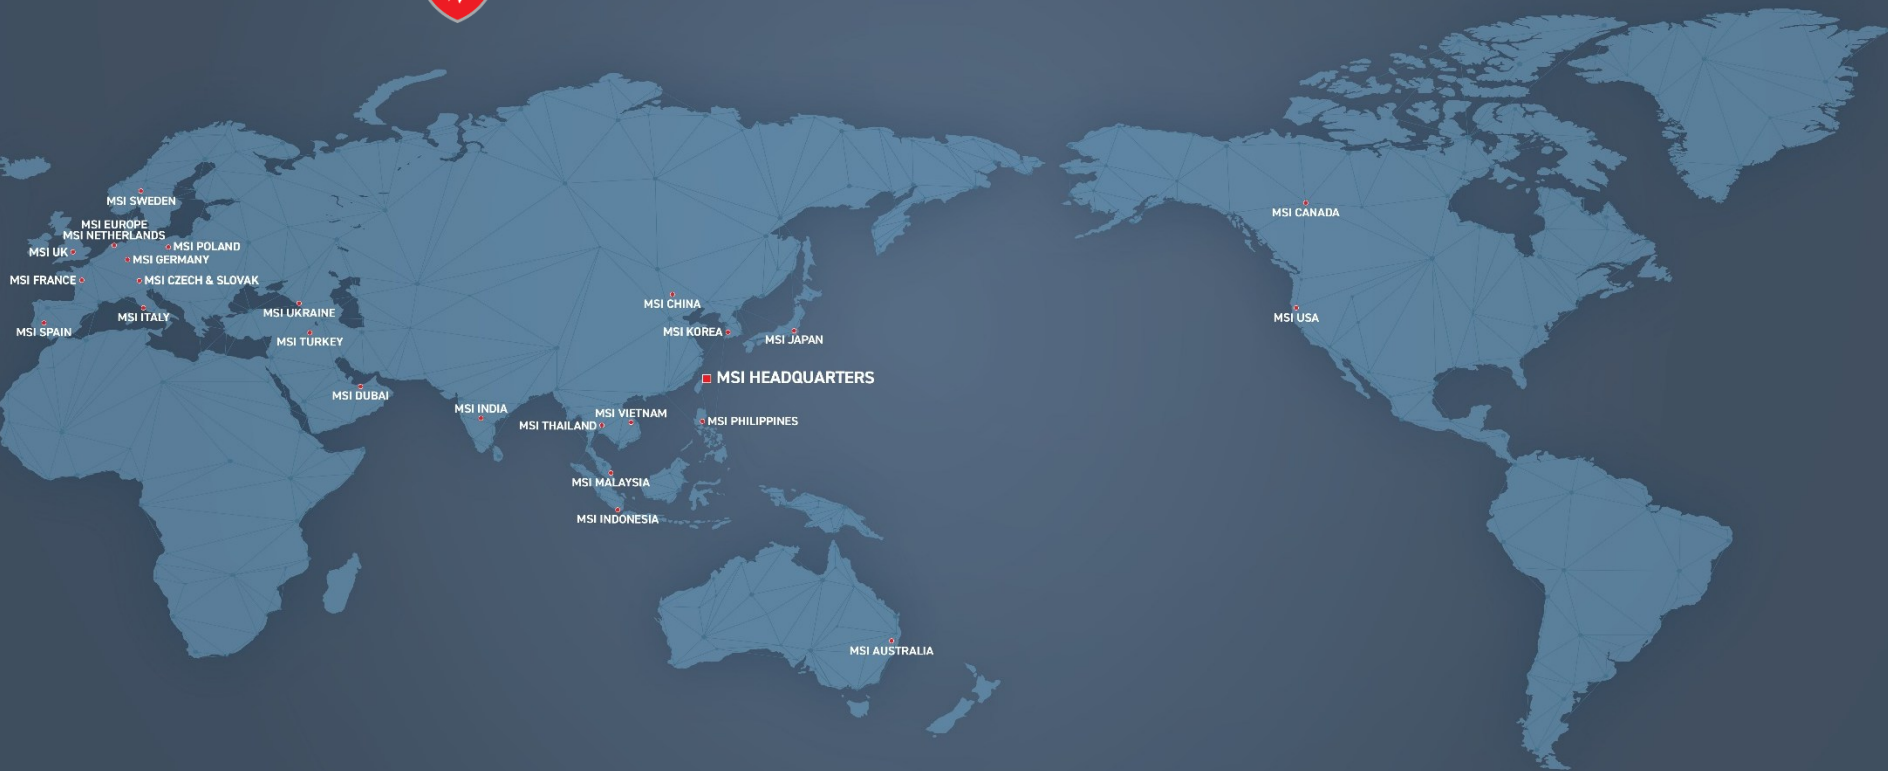 MSI SWEDEN
MSI EUROPE
MSI NETHERLANDS
MSI POLAND
MSI UK
MSI GERMANY
MSI FRANCE
MSI CZECH & SLOVAK
MSI ITALY
MSI SPAIN
MSI UKRAINE
MSI TURKEY
MSI DUBAI
MSI INDIA
MSI CHINA
MSI KOREA
MSI JAPAN
MSI HEADQUARTERS
MSI VIETNAM
MSI THAILAND
MSI PHILIPPINES
MSI MALAYSIA
MSI INDONESIA
MSI AUSTRALIA
MSI CANADA
MSI USA